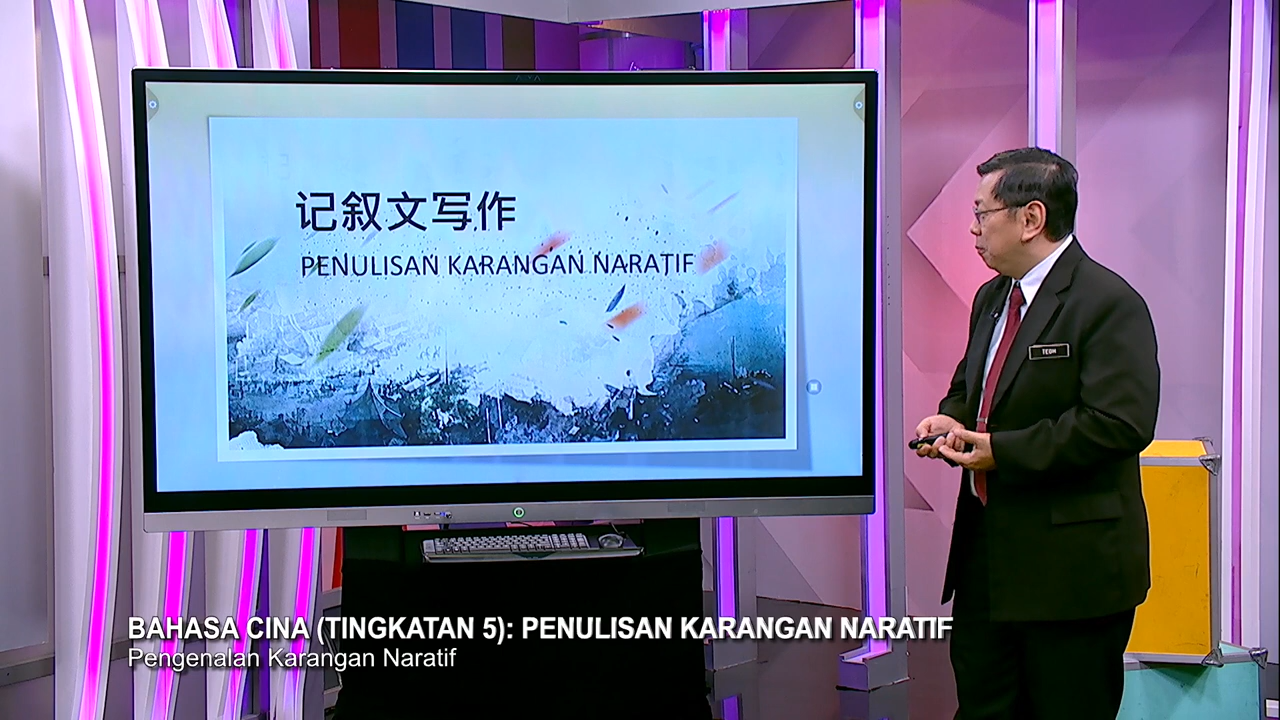 记叙文写作
PENULISAN KARANGAN NARATIF
TEOH
BAHASA CINA (TINGKATAN 5): PENULISAN KARANGAN NARATIF
Pengenalan Karangan Naratif